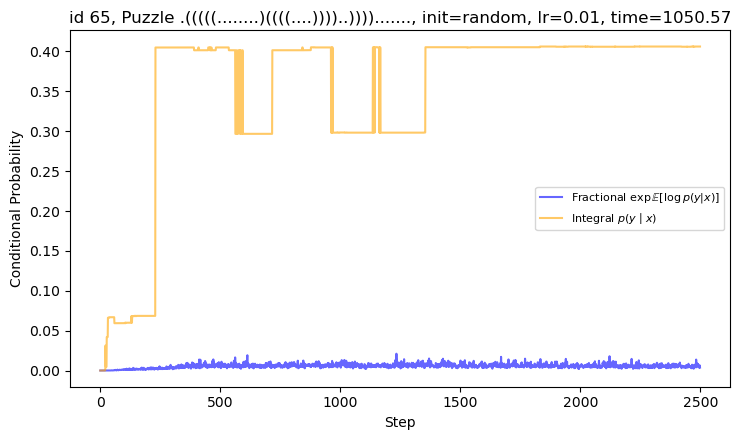 id 65, Puzzle .(((((........)((((....))))..))))......., init=random, lr=0.01, time=1050.57
0.40
0.35
0.30
0.25
0.20
0.15
0.10
0.05
0.00
Conditional Probability
Fractional exp𝔼[log p(y|x)]
Integral p(y | x)
0 500 1000 1500 2000 2500
Step